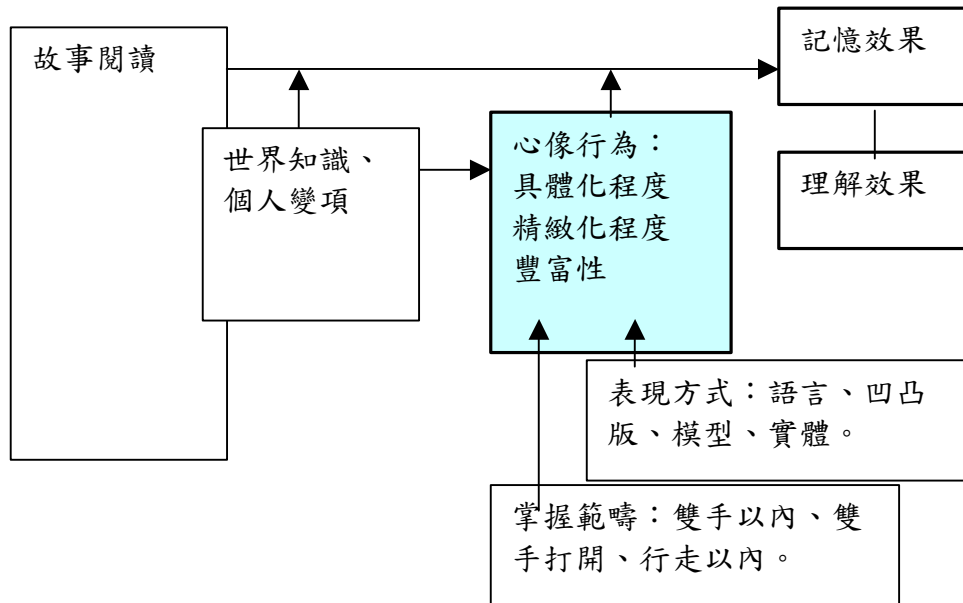 故事閱讀
記憶效果
世界知識、
個人變項
心像行為：
具體化程度
精緻化程度
豐富性
理解效果
表現方式：語言、凹凸
版、模型、實體。
掌握範疇：雙手以內、雙
手打開、行走以內。